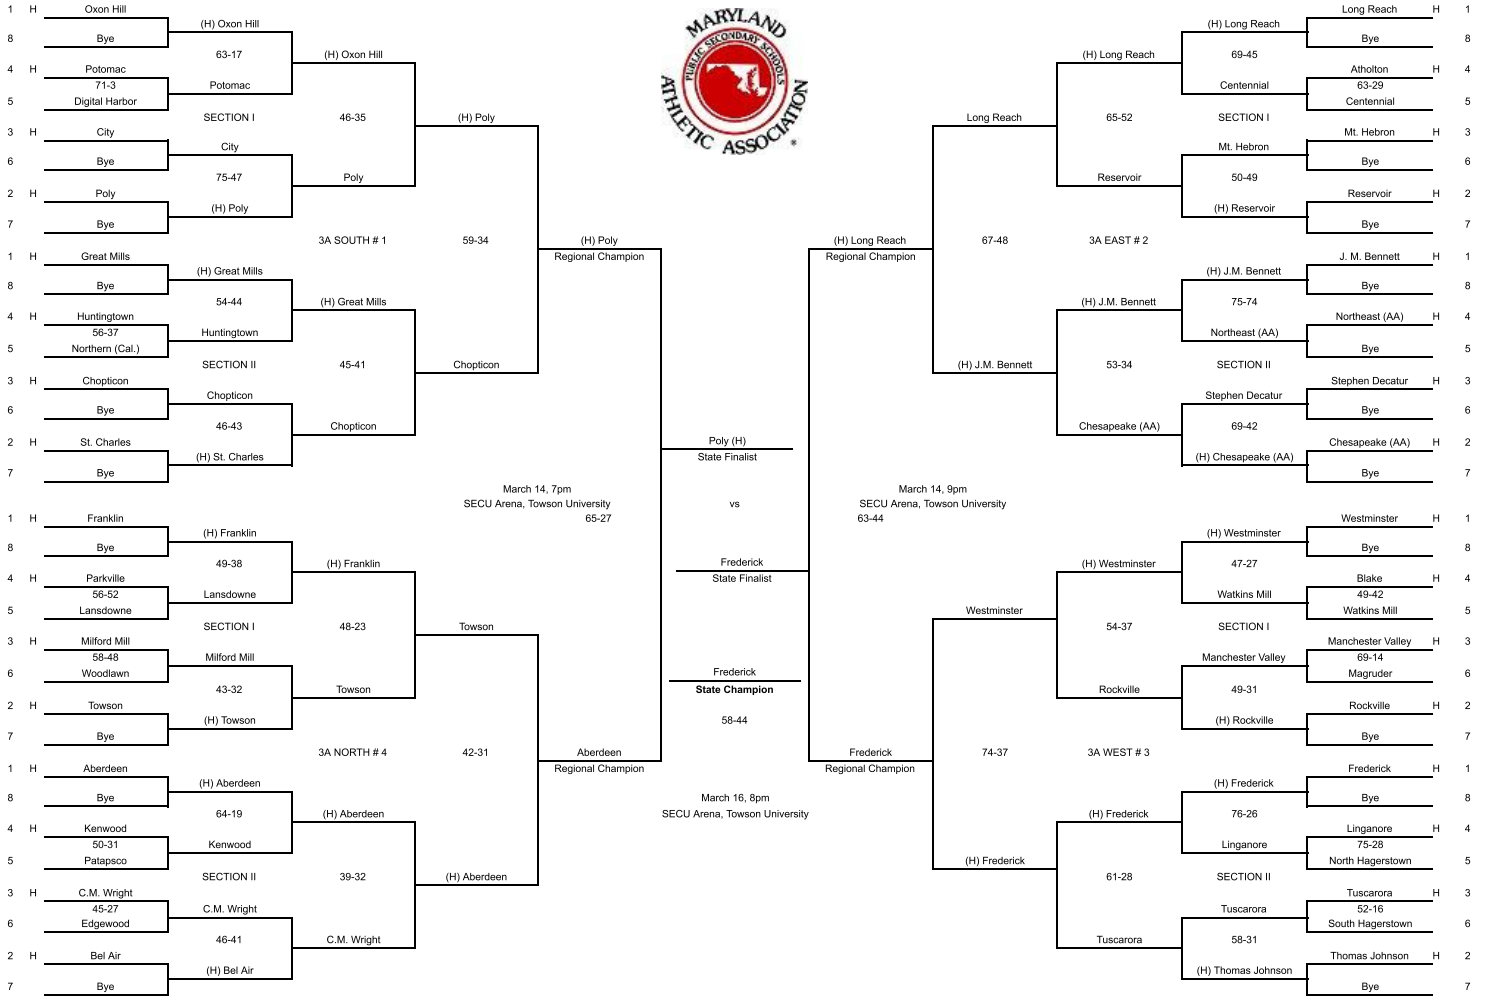 1 H Oxon Hill
(H) Oxon Hill
8 Bye
63-17
(H) Oxon Hill
4 H Potomac
71-3
Potomac
5 Digital Harbor
SECTION I
46-35
(H) Poly
3 H City
City
6 Bye
75-47
Poly
2 H Poly
(H) Poly
7 Bye
3A SOUTH # 1
59-34
(H) Poly
Regional Champion
1 H Great Mills
(H) Great Mills
8 Bye
54-44
(H) Great Mills
4 H Huntingtown
56-37
Huntingtown
5 Northern (Cal.)
SECTION II
45-41
Chopticon
3 H Chopticon
Chopticon
6 Bye
46-43
Chopticon
2 H St. Charles
(H) St. Charles
7 Bye
March 14, 7pm
SECU Arena, Towson University
65-27
1 H Franklin
(H) Franklin
8 Bye
49-38
(H) Franklin
4 H Parkville
56-52
Lansdowne
5 Lansdowne
SECTION I
48-23
Towson
3 H Milford Mill
58-48
Milford Mill
6 Woodlawn
43-32
Towson
2 H Towson
(H) Towson
7 Bye
3A NORTH # 4
42-31
Aberdeen
Regional Champion
1 H Aberdeen
(H) Aberdeen
8 Bye
64-19
(H) Aberdeen
4 H Kenwood
50-31
Kenwood
5 Patapsco
SECTION II
39-32
(H) Aberdeen
3 H C.M. Wright
45-27
C.M. Wright
6 Edgewood
46-41
C.M. Wright
2 H Bel Air
(H) Bel Air
7 Bye
MARYLAND
PUBLIC SECONDARY SCHOOLS
ATHLETIC ASSOCIATION
®
Poly (H)
State Finalist
vs
Frederick
State Finalist
Frederick
State Champion
58-44
March 16, 8pm
SECU Arena, Towson University
Long Reach H 1
(H) Long Reach
Bye 8
69-45
(H) Long Reach
Atholton H 4
63-29
Centennial
Centennial 5
SECTION I
65-52
Long Reach
Mt. Hebron H 3
Mt. Hebron
Bye 6
50-49
Reservoir
Reservoir H 2
(H) Reservoir
Bye 7
3A EAST # 2
67-48
(H) Long Reach
Regional Champion
J. M. Bennett H 1
(H) J.M. Bennett
Bye 8
75-74
(H) J.M. Bennett
Northeast (AA) H 4
Northeast (AA)
Bye 5
SECTION II
53-34
(H) J.M. Bennett
Stephen Decatur H 3
Stephen Decatur
Bye 6
69-42
Chesapeake (AA)
Chesapeake (AA) H 2
(H) Chesapeake (AA)
Bye 7
March 14, 9pm
SECU Arena, Towson University
63-44
Westminster H 1
(H) Westminster
Bye 8
47-27
(H) Westminster
Blake H 4
49-42
Watkins Mill
Watkins Mill 5
SECTION I
54-37
Westminster
Manchester Valley H 3
69-14
Manchester Valley
Magruder 6
49-31
Rockville
Rockville H 2
(H) Rockville
Bye 7
3A WEST # 3
74-37
Frederick
Regional Champion
Frederick H 1
(H) Frederick
Bye 8
76-26
(H) Frederick
Linganore H 4
75-28
Linganore
North Hagerstown 5
SECTION II
61-28
(H) Frederick
Tuscarora H 3
52-16
Tuscarora
South Hagerstown 6
58-31
Tuscarora
Thomas Johnson H 2
(H) Thomas Johnson
Bye 7